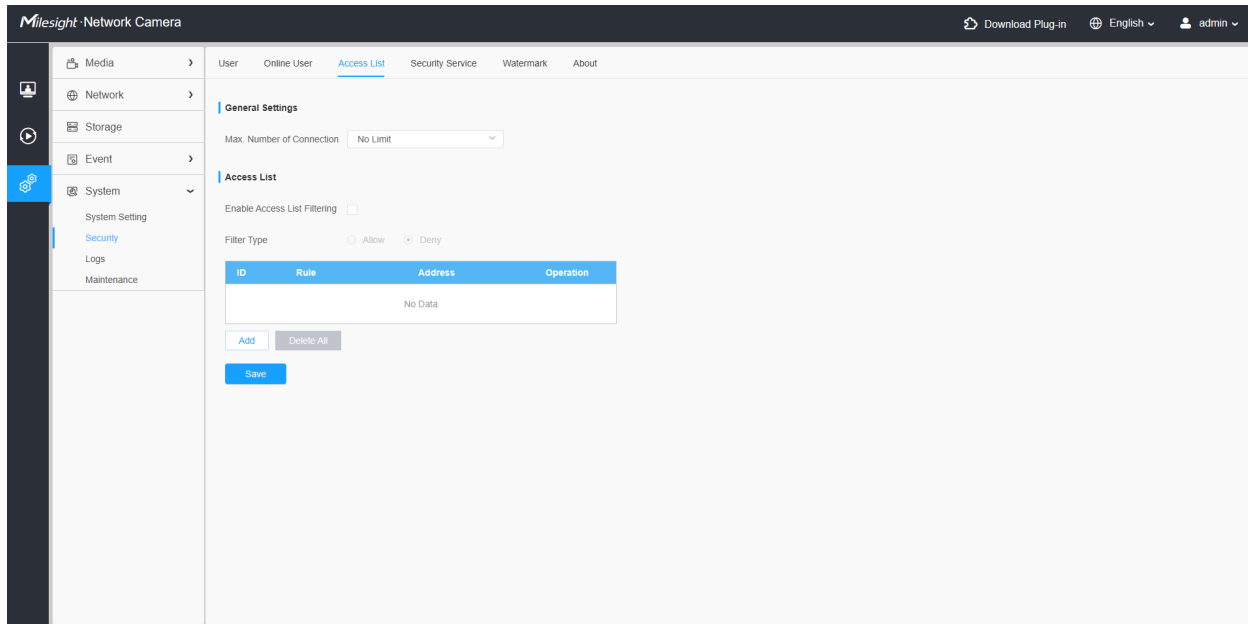 Milesight · Network Camera
Download Plug-in English admin
Media
Network
Storage
Event
System
System Setting
Security
Logs
Maintenance
User Online User Access List Security Service Watermark About
General Settings
Max. Number of Connection No Limit
Access List
Enable Access List Filtering
Filter Type Allow Deny
ID Rule Address Operation
No Data
Add Delete All
Save